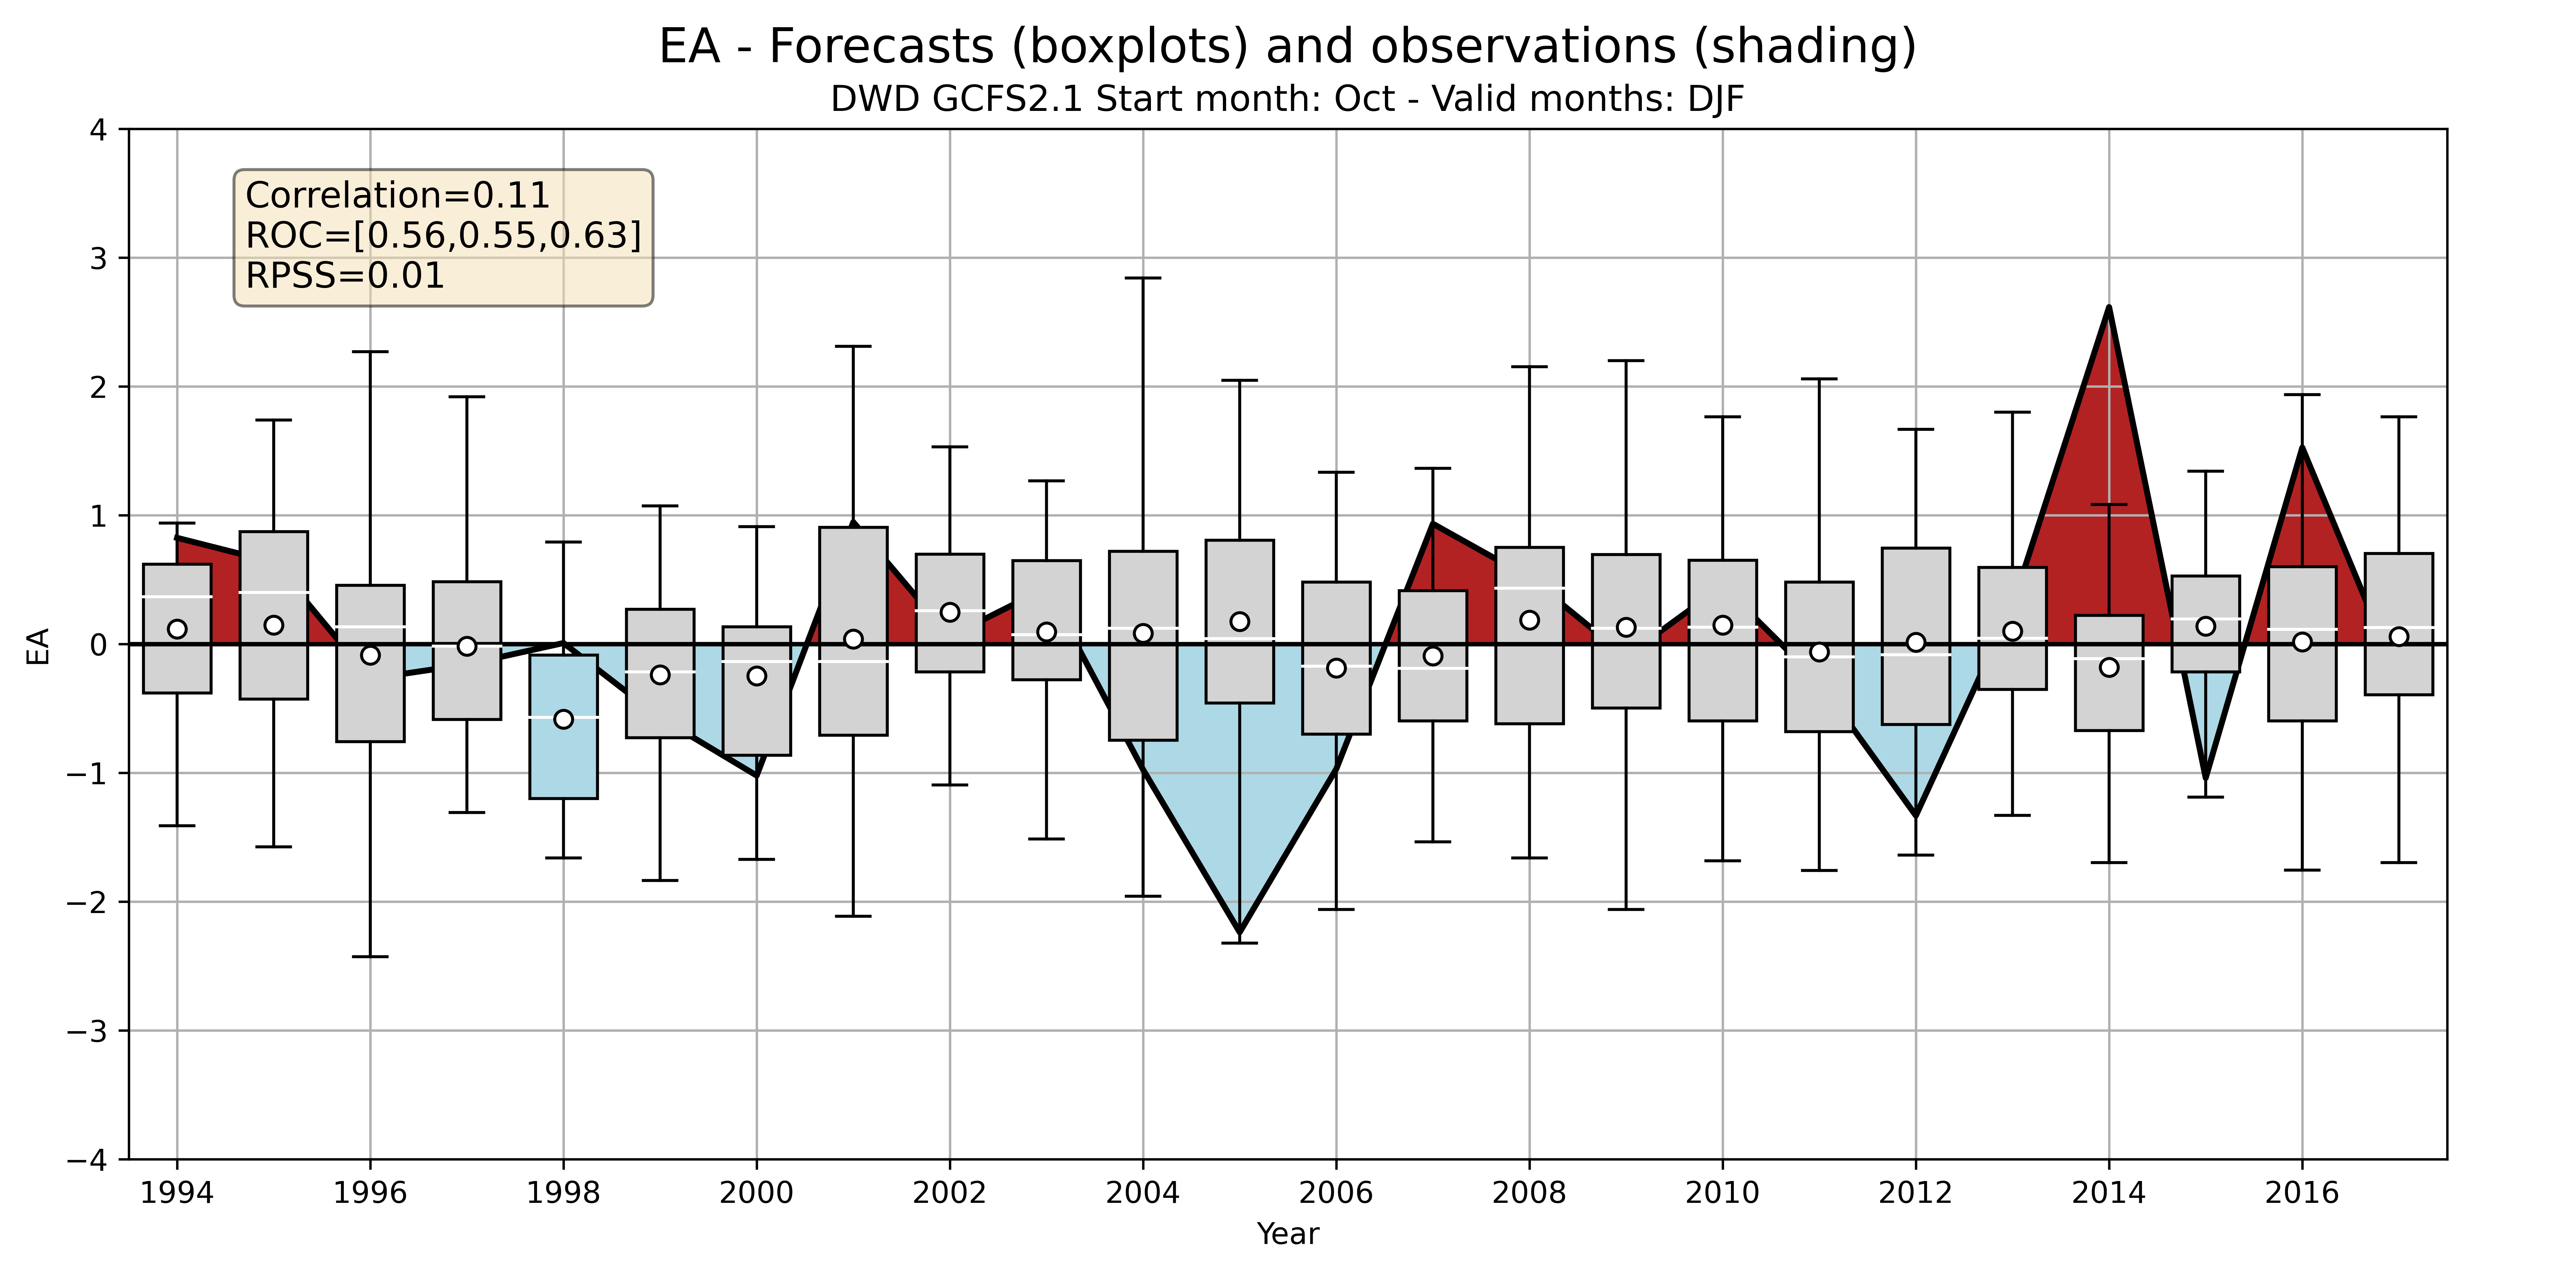 EA - Forecasts (boxplots) and observations (shading)
DWD GCFS2.1 Start month: Oct - Valid months: DJF
Correlation=0.11
ROC=[0.56,0.55,0.63]
RPSS=0.01
4
3
2
1
0
−1
−2
−3
−4
EA
1994 1996 1998 2000 2002 2004 2006 2008 2010 2012 2014 2016
Year